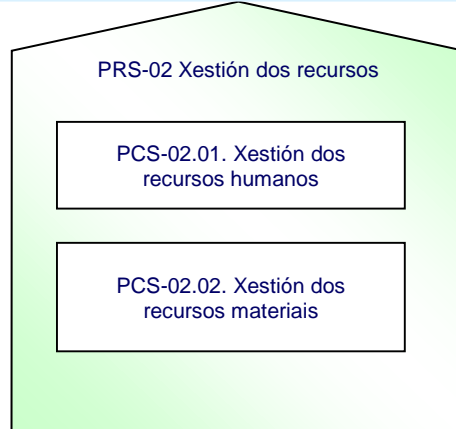 PRS-02 Xestión dos recursos
PCS-02.01. Xestión dos
recursos humanos
PCS-02.02. Xestión dos
recursos materiais